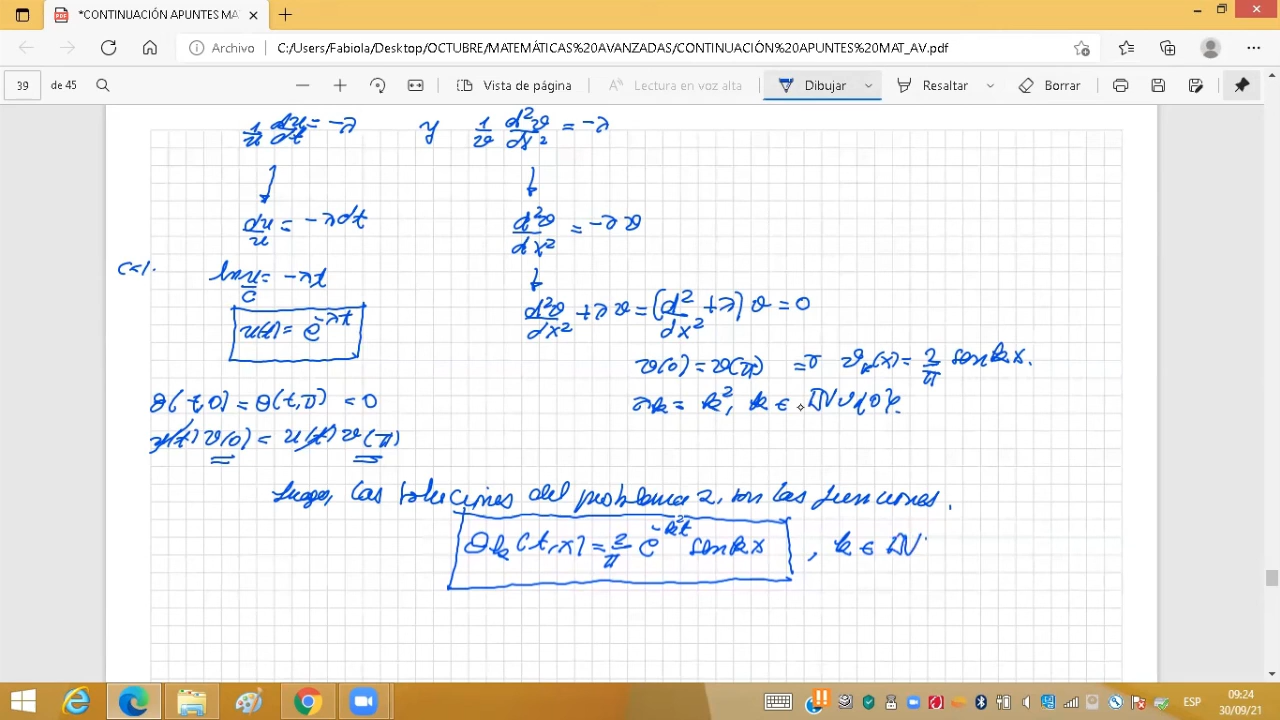 *CONTINUACIÓN APUNTES MA
Archivo C:/Users/Fabiola/Desktop/OCTUBRE/MATEMÁTICAS%20AVANZADAS/CONTINUACIÓN%20APUNTES%20MAT_AV.pdf
39 de 45 Vista de página Lectura en voz alta Dibujar Resaltar Borrar
1/u du/dt = -λ y 1/v d²v/dx² = -λ
du/u = -λdt d²v/dx² = -λv
c=1. ln u/c = -λt
d²v/dx² + λv = (d²/dx² + λ) v = 0
u(t) = e^{-λt}
v(0) = v(π) => v_k(x) = 2/π sen kx.
θ(t,0) = θ(t,π) = 0 λk = k², k ∈ ℕ∪{0}.
u(t) v(0) = u(t) v(π)
Luego, las soluciones del problema 2, son las funciones.
θk (t,x) = 2/π e^{-k²t} sen kx , k ∈ ℕ.
ESP
09:24
30/09/21